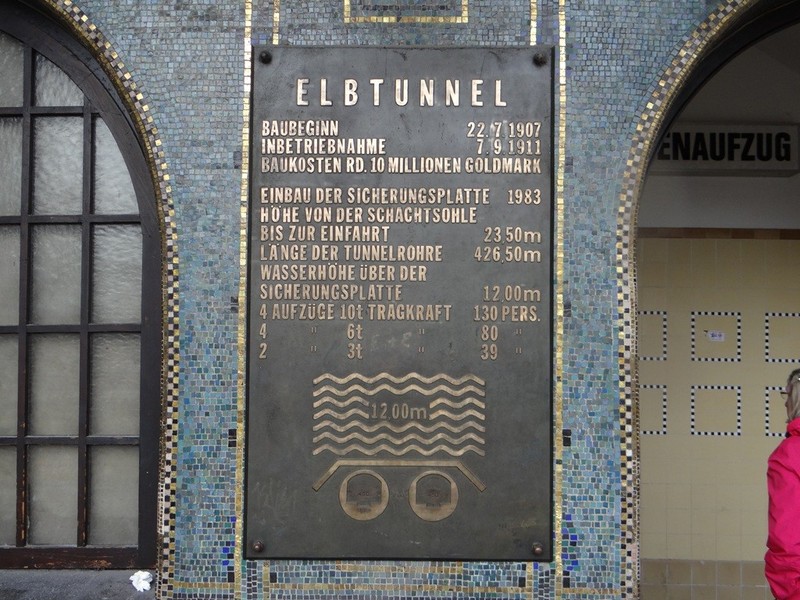 ELBTUNNEL
BAUBEGINN 22.7.1907
INBETRIEBNAHME 7.9.1911
BAUKOSTEN RD. 10 MILLIONEN GOLDMARK
EINBAU DER SICHERUNGSPLATTE 1983
HÖHE VON DER SCHACHTSOHLE
BIS ZUR EINFAHRT 23,50m
LÄNGE DER TUNNELROHRE 426,50m
WASSERHÖHE ÜBER DER
SICHERUNGSPLATTE 12,00m
4 AUFZÜGE 10t TRAGKRAFT 130 PERS.
4 " 6t " 80 "
2 " 3t " 39 "
12,00m
ENAUFZUG